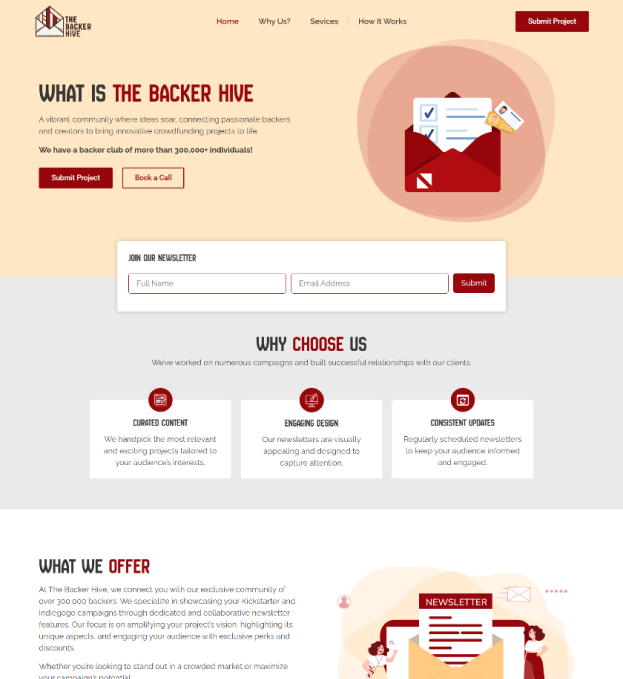 THE
BACKER
HIVE
Home
Why Us?
Sevices
How It Works
Submit Project
WHAT IS THE BACKER HIVE
A vibrant community where ideas soar, connecting passionate backers
and creators to bring innovative crowdfunding projects to life.
We have a backer club of more than 300,000+ individuals!
Submit Project
Book a Call
JOIN OUR NEWSLETTER
Full Name
Email Address
Submit
WHY CHOOSE US
We've worked on numerous campaigns and built successful relationships with our clients.
CURATED CONTENT
We handpick the most relevant
and exciting projects tailored to
your audience's interests.
ENGAGING DESIGN
Our newsletters are visually
appealing and designed to
capture attention.
CONSISTENT UPDATES
Regularly scheduled newsletters
to keep your audience informed
and engaged.
WHAT WE OFFER
At The Backer Hive, we connect you with our exclusive community of
over 300,000 backers. We specialize in showcasing your Kickstarter and
Indiegogo campaigns through dedicated and collaborative newsletter
features. Our focus is on amplifying your project's vision, highlighting its
unique aspects, and engaging your audience with exclusive perks and
discounts.
Whether you're looking to stand out in a crowded market or maximize
your campaign's potential
NEWSLETTER